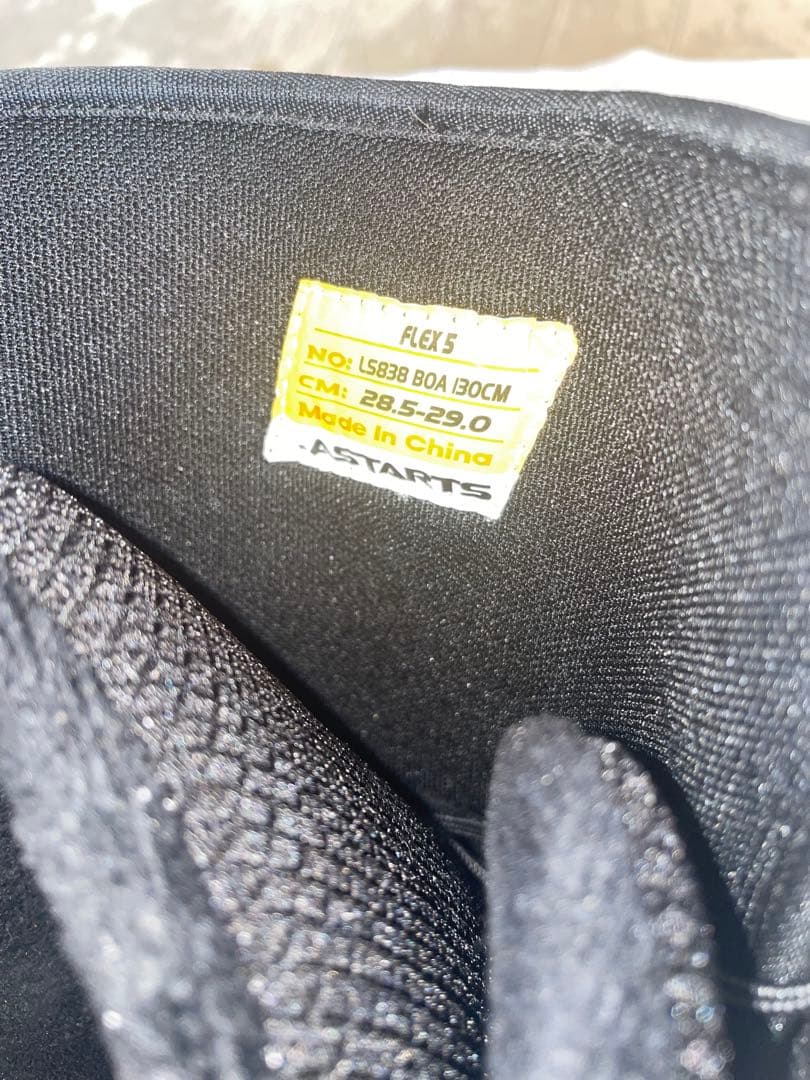 FLEX 5
NO: LS838 BOA 130CM
CM: 28.5-29.0
Made In China
.ASTARTS